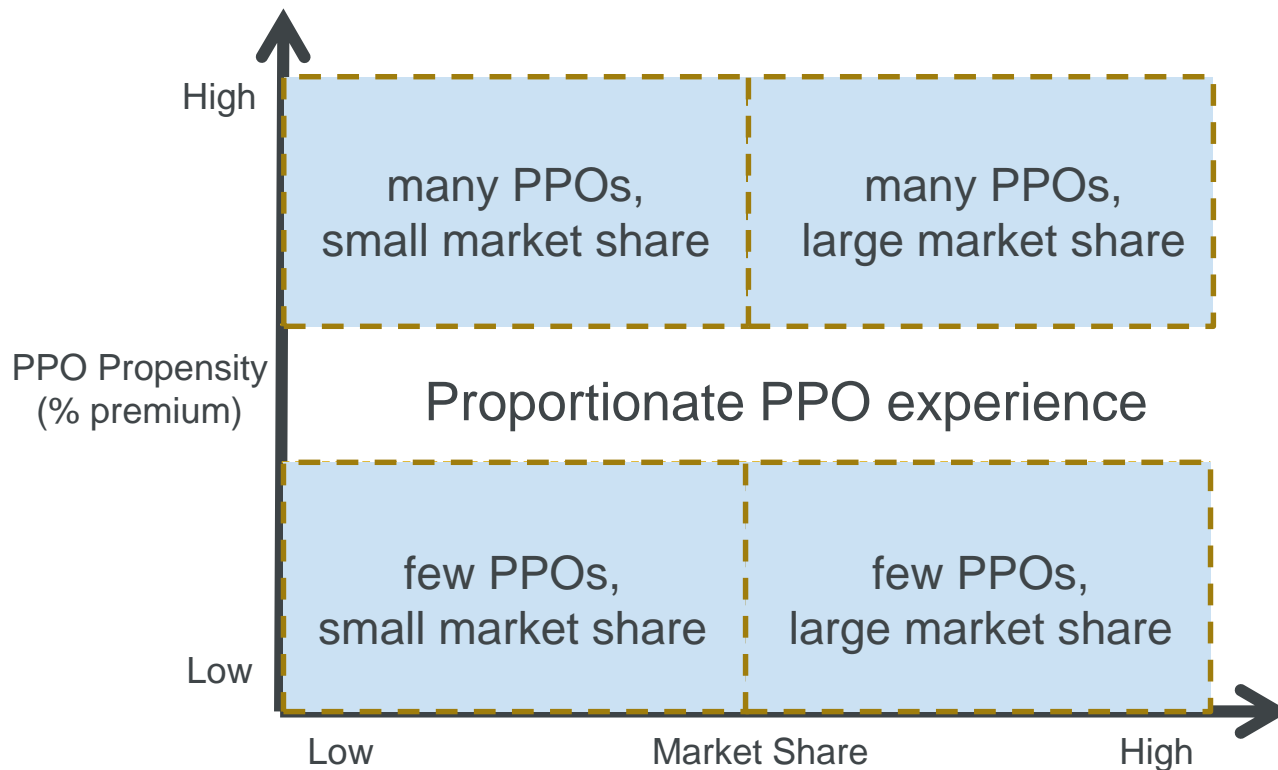 High
many PPOs,
small market share
many PPOs,
large market share
PPO Propensity
(% premium)
Proportionate PPO experience
few PPOs,
small market share
few PPOs,
large market share
Low
Low
Market Share
High